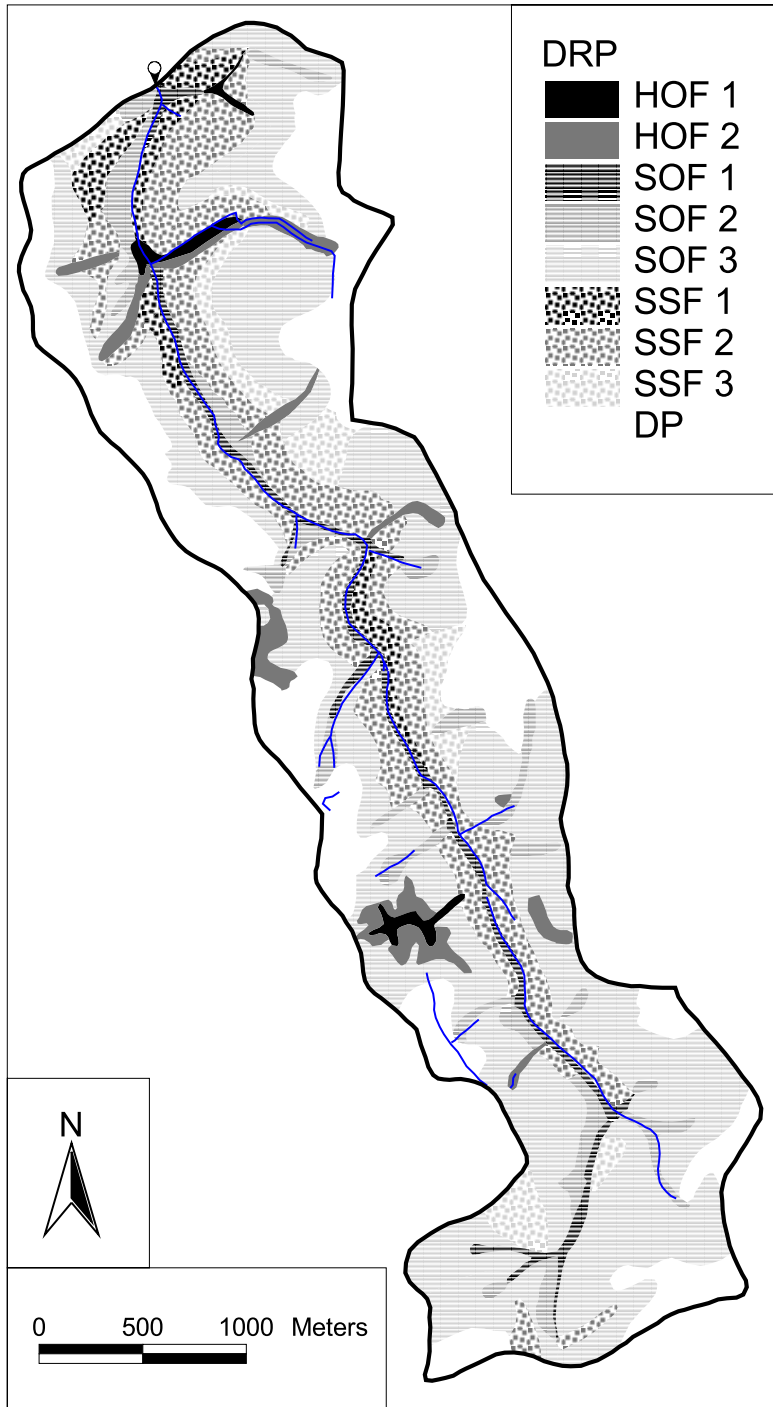 DRP
HOF 1
HOF 2
SOF 1
SOF 2
SOF 3
SSF 1
SSF 2
SSF 3
DP
N
0 500 1000 Meters